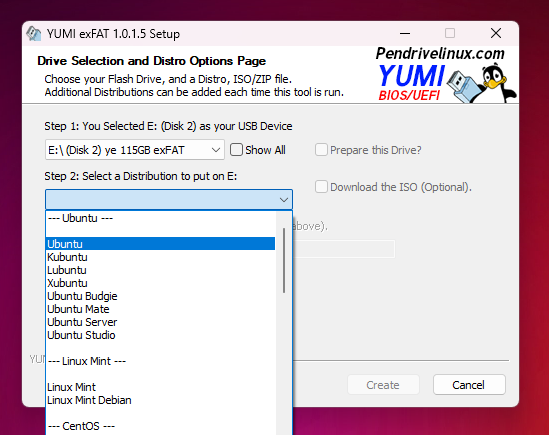 YUMI exFAT 1.0.1.5 Setup
Drive Selection and Distro Options Page
Choose your Flash Drive, and a Distro, ISO/ZIP file.
Additional Distributions can be added each time this tool is run.
Pendrivelinux.com
YUMI
BIOS/UEFI
Step 1: You Selected E: (Disk 2) as your USB Device
E:\ (Disk 2) ye 115GB exFAT
Show All
Prepare this Drive?
Step 2: Select a Distribution to put on E:
Download the ISO (Optional).
--- Ubuntu ---
above).
Ubuntu
Kubuntu
Lubuntu
Xubuntu
Ubuntu Budgie
Ubuntu Mate
Ubuntu Server
Ubuntu Studio
YUM
--- Linux Mint ---
Linux Mint
Linux Mint Debian
--- CentOS ---
Create
Cancel